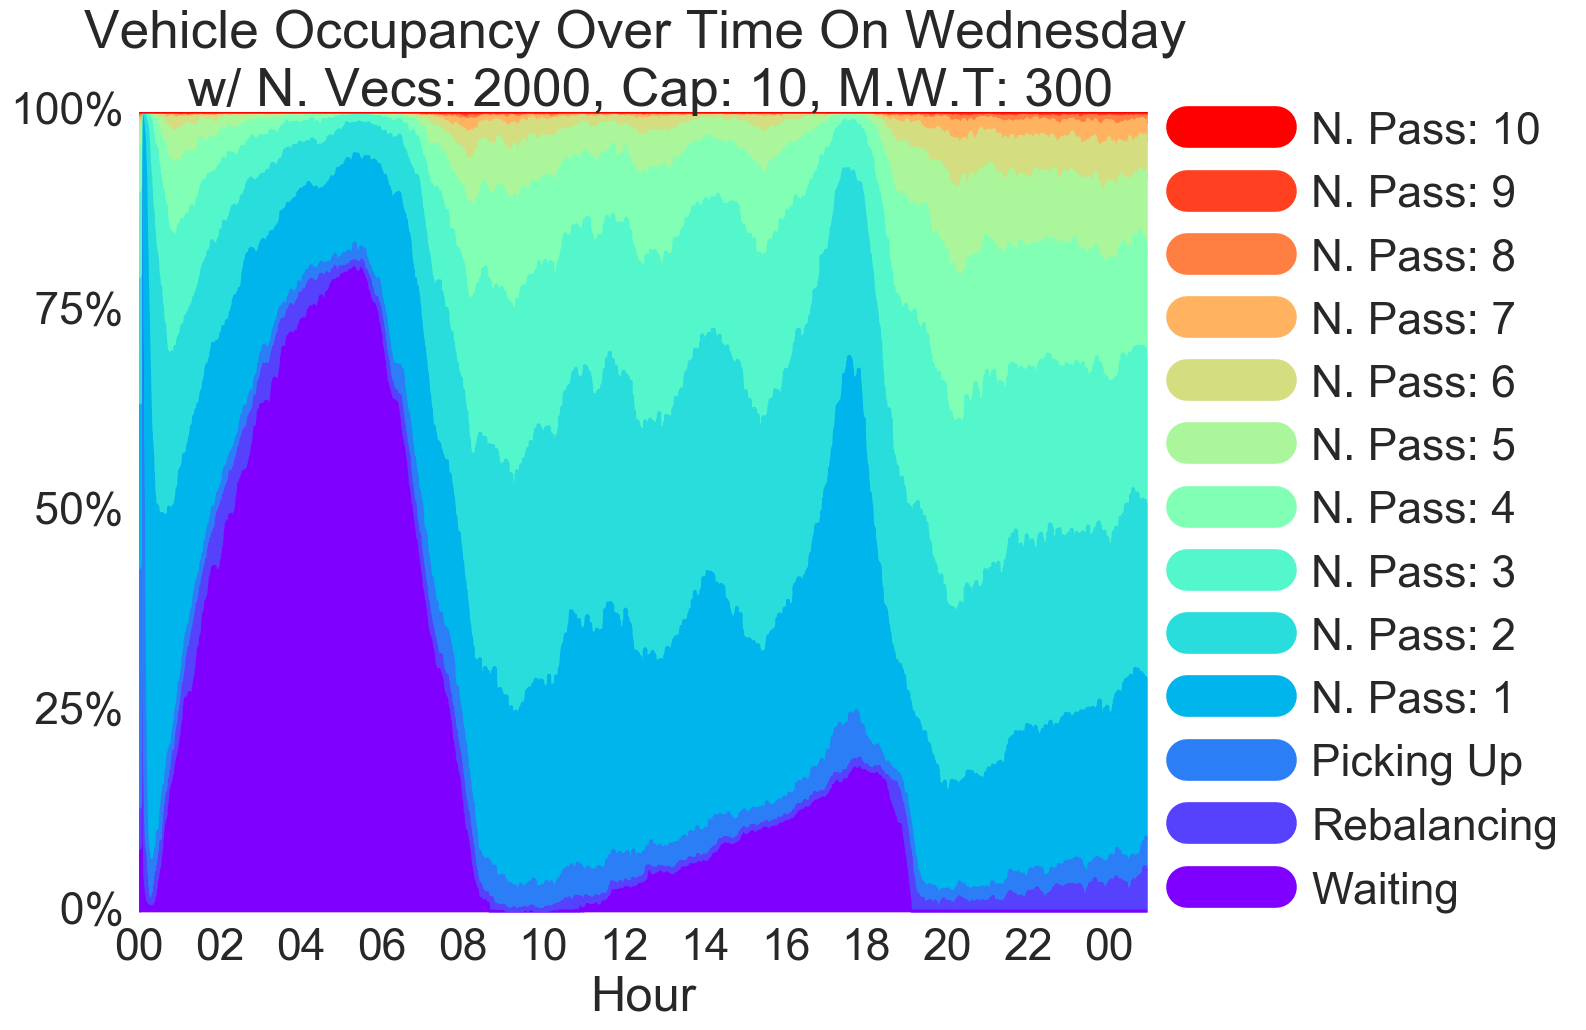 Vehicle Occupancy Over Time On Wednesday
w/ N. Vecs: 2000, Cap: 10, M.W.T: 300
100%
75%
50%
25%
0%
00 02 04 06 08 10 12 14 16 18 20 22 00
Hour
N. Pass: 10
N. Pass: 9
N. Pass: 8
N. Pass: 7
N. Pass: 6
N. Pass: 5
N. Pass: 4
N. Pass: 3
N. Pass: 2
N. Pass: 1
Picking Up
Rebalancing
Waiting